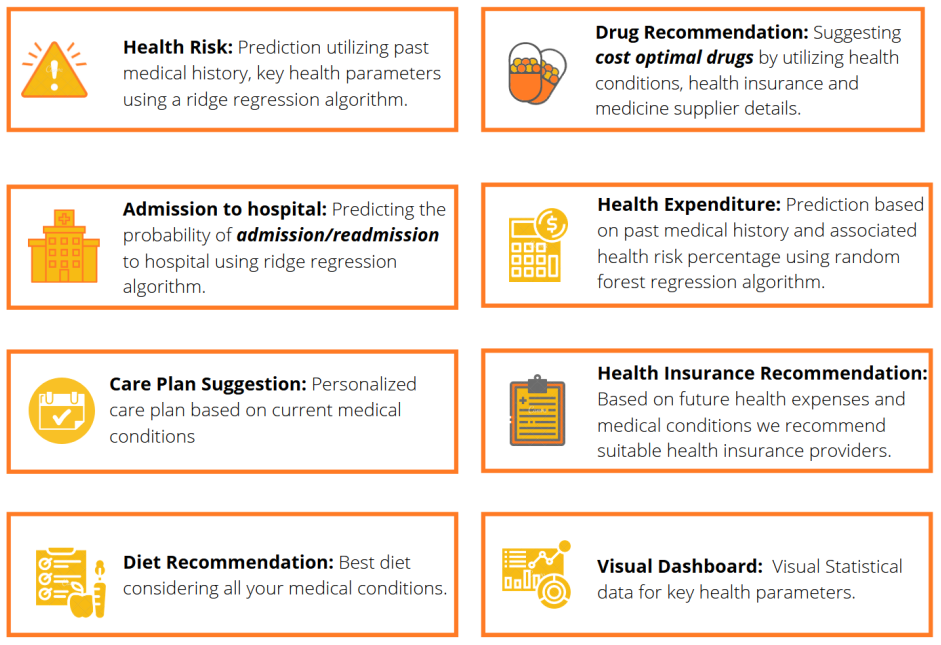 Health Risk: Prediction utilizing past
medical history, key health parameters
using a ridge regression algorithm.
Drug Recommendation: Suggesting
cost optimal drugs by utilizing health
conditions, health insurance and
medicine supplier details.
Admission to hospital: Predicting the
probability of admission/readmission
to hospital using ridge regression
algorithm.
Health Expenditure: Prediction based
on past medical history and associated
health risk percentage using random
forest regression algorithm.
Care Plan Suggestion: Personalized
care plan based on current medical
conditions
Health Insurance Recommendation:
Based on future health expenses and
medical conditions we recommend
suitable health insurance providers.
Diet Recommendation: Best diet
considering all your medical conditions.
Visual Dashboard: Visual Statistical
data for key health parameters.